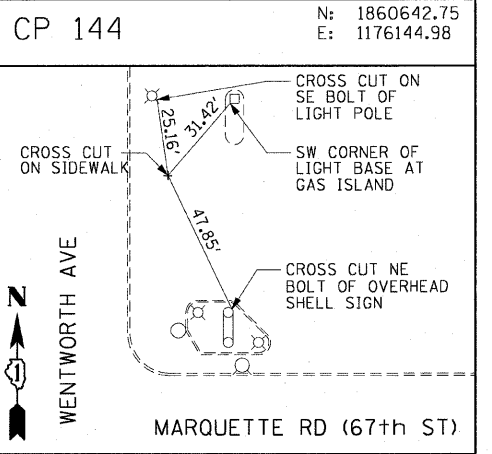 CP 144
N: 1860642.75
E: 1176144.98
CROSS CUT ON
SE BOLT OF
LIGHT POLE
25.16'
31.42'
CROSS CUT
ON SIDEWALK
SW CORNER OF
LIGHT BASE AT
GAS ISLAND
47.85'
CROSS CUT NE
BOLT OF OVERHEAD
SHELL SIGN
WENTWORTH AVE
N
1
MARQUETTE RD (67th ST)